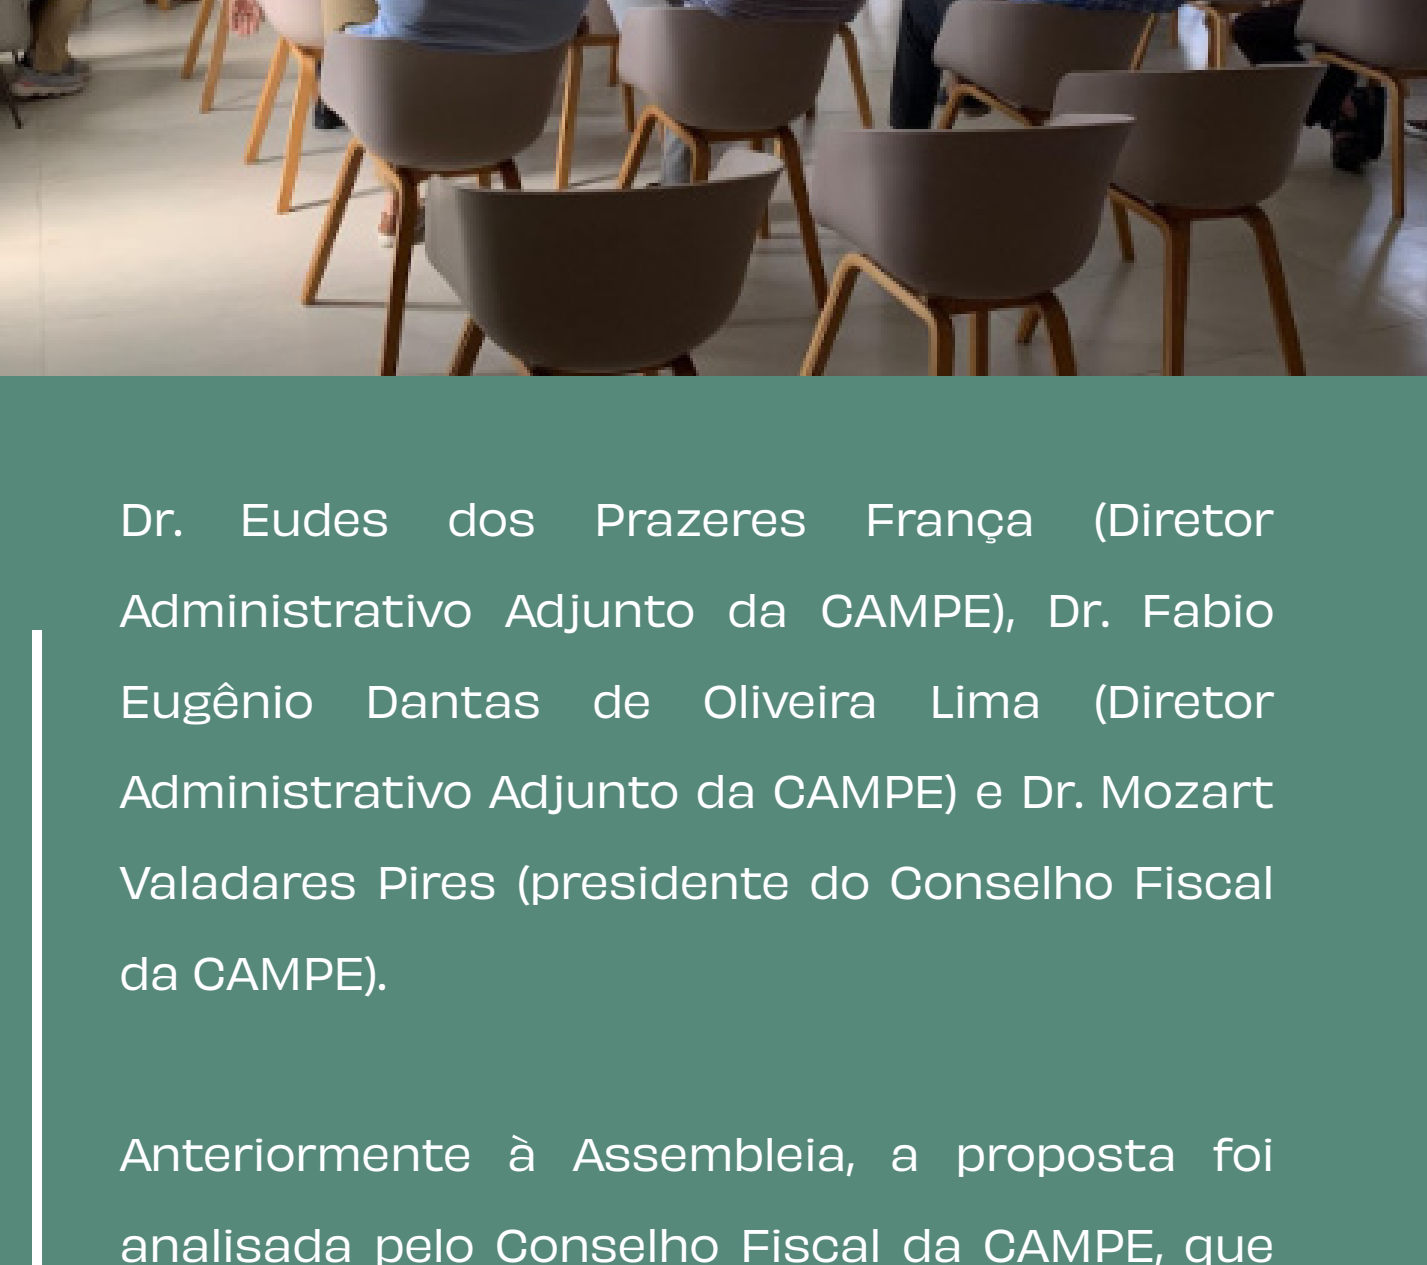 Dr. Eudes dos Prazeres França (Diretor
Administrativo Adjunto da CAMPE), Dr. Fabio
Eugênio Dantas de Oliveira Lima (Diretor
Administrativo Adjunto da CAMPE) e Dr. Mozart
Valadares Pires (presidente do Conselho Fiscal
da CAMPE).
Anteriormente à Assembleia, a proposta foi
analisada pelo Conselho Fiscal da CAMPE, que